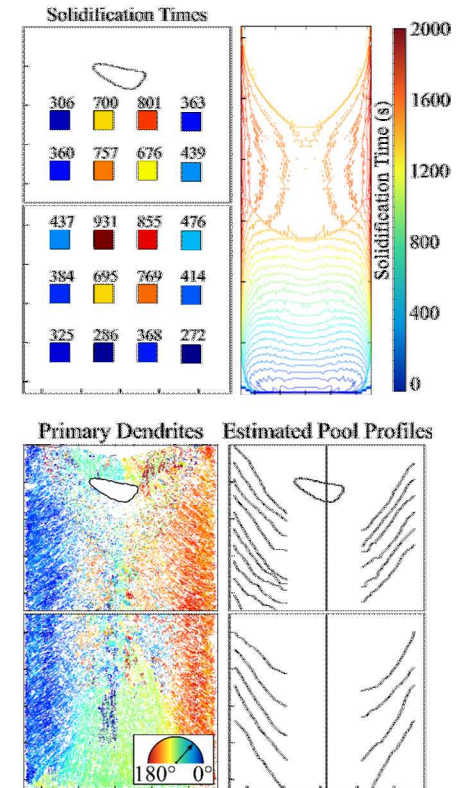 Solidification Times
306 700 801 363
360 757 676 439
437 931 855 476
384 695 769 414
325 286 368 272
2000
1600
1200
800
400
0
Solidification Time (s)
Primary Dendrites
Estimated Pool Profiles
180° 0°